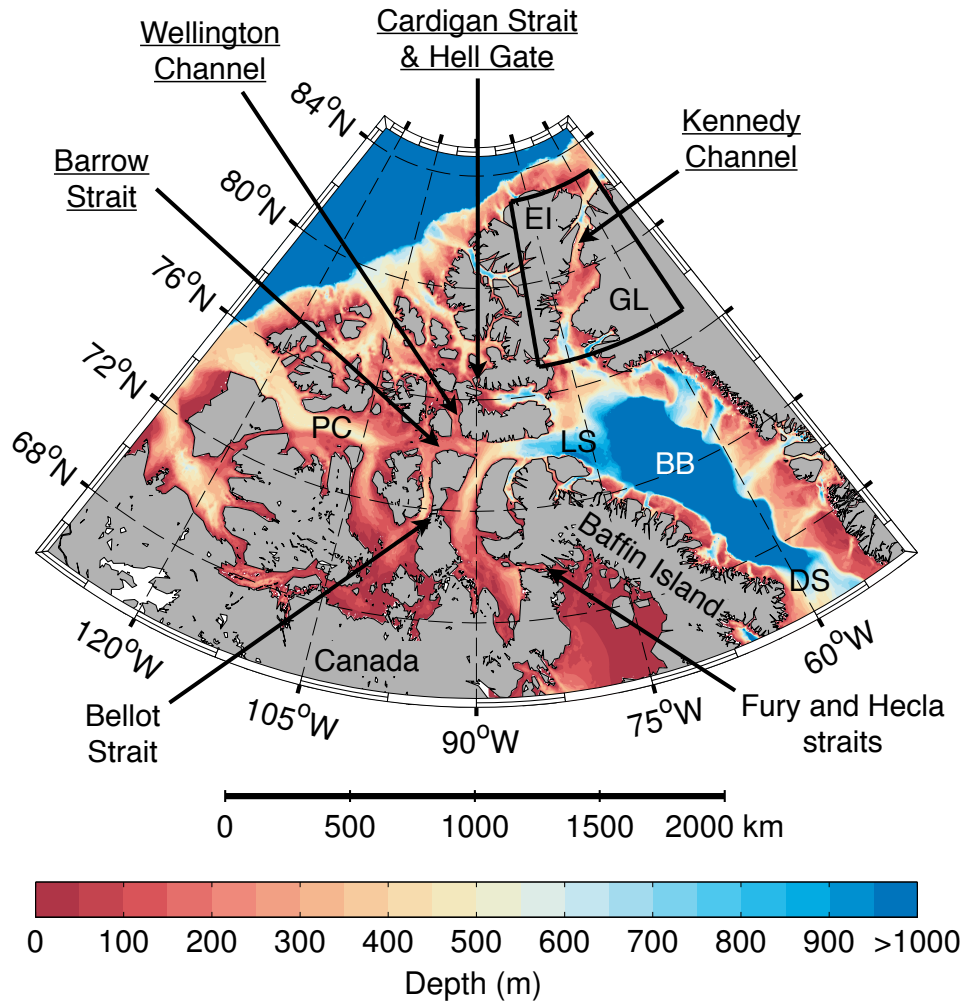 Wellington
Channel
Cardigan Strait
& Hell Gate
Kennedy
Channel
Barrow
Strait
84°N
80°N
76°N
72°N
68°N
EI
GL
PC
LS
BB
Baffin Island
DS
Canada
120°W
105°W
90°W
75°W
60°W
Bellot
Strait
Fury and Hecla
straits
0 500 1000 1500 2000 km
0 100 200 300 400 500 600 700 800 900 >1000
Depth (m)